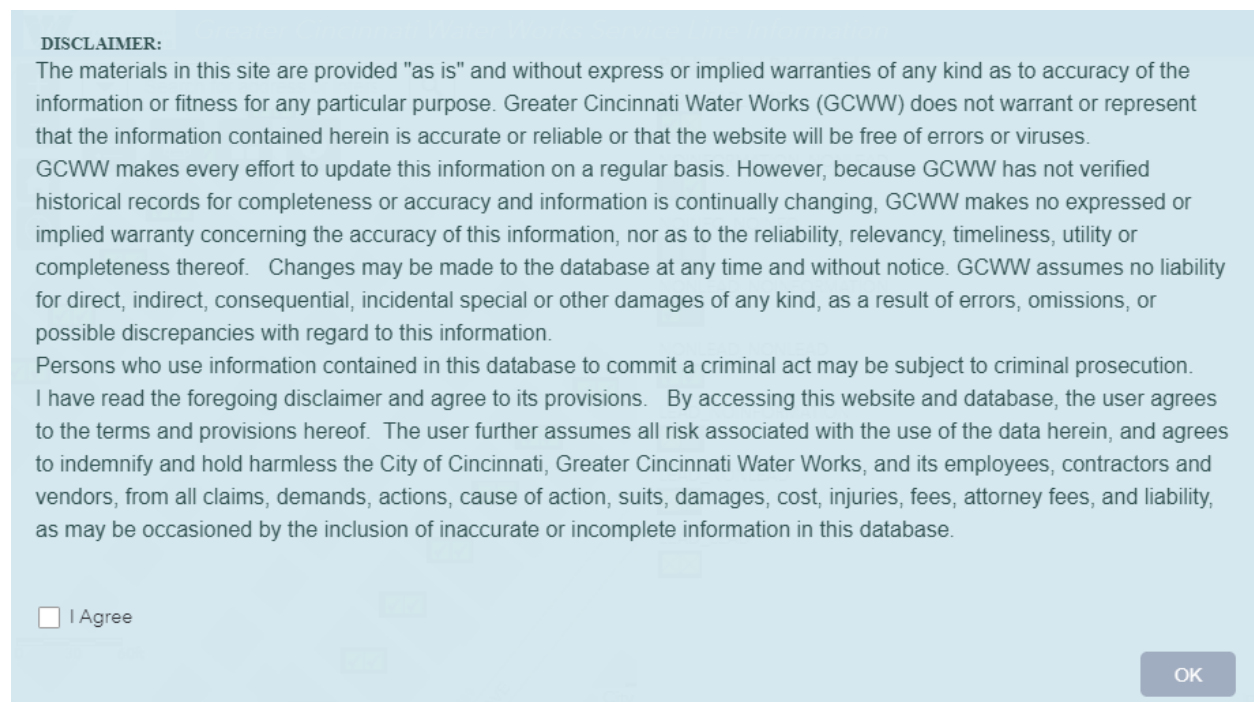 DISCLAIMER:
The materials in this site are provided "as is" and without express or implied warranties of any kind as to accuracy of the
information or fitness for any particular purpose. Greater Cincinnati Water Works (GCWW) does not warrant or represent
that the information contained herein is accurate or reliable or that the website will be free of errors or viruses.
GCWW makes every effort to update this information on a regular basis. However, because GCWW has not verified
historical records for completeness or accuracy and information is continually changing, GCWW makes no expressed or
implied warranty concerning the accuracy of this information, nor as to the reliability, relevancy, timeliness, utility or
completeness thereof.   Changes may be made to the database at any time and without notice. GCWW assumes no liability
for direct, indirect, consequential, incidental special or other damages of any kind, as a result of errors, omissions, or
possible discrepancies with regard to this information.
Persons who use information contained in this database to commit a criminal act may be subject to criminal prosecution.
I have read the foregoing disclaimer and agree to its provisions.   By accessing this website and database, the user agrees
to the terms and provisions hereof.  The user further assumes all risk associated with the use of the data herein, and agrees
to indemnify and hold harmless the City of Cincinnati, Greater Cincinnati Water Works, and its employees, contractors and
vendors, from all claims, demands, actions, cause of action, suits, damages, cost, injuries, fees, attorney fees, and liability,
as may be occasioned by the inclusion of inaccurate or incomplete information in this database.
I Agree
OK